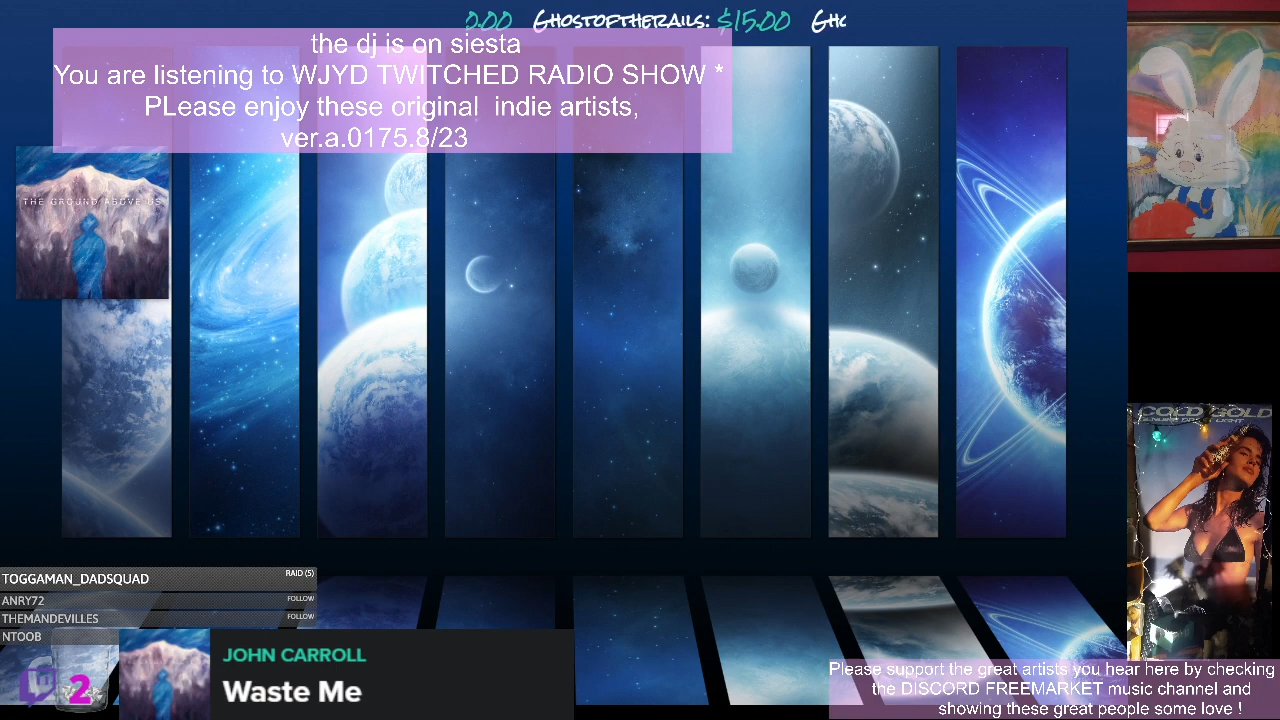 0.00 Ghostoftherails: $15.00 Gh
the dj is on siesta
You are listening to WJYD TWITCHED RADIO SHOW *
PLease enjoy these original indie artists,
ver.a.0175.8/23
THE GROUND ABOVE US
COLD GOLD
TOGGAMAN_DADSQUAD RAID (5)
ANRY72 FOLLOW
THEMANDEVILLES FOLLOW
NTOOB
2
JOHN CARROLL
Waste Me
Please support the great artists you hear here by checking
the DISCORD FREEMARKET music channel and
showing these great people some love !